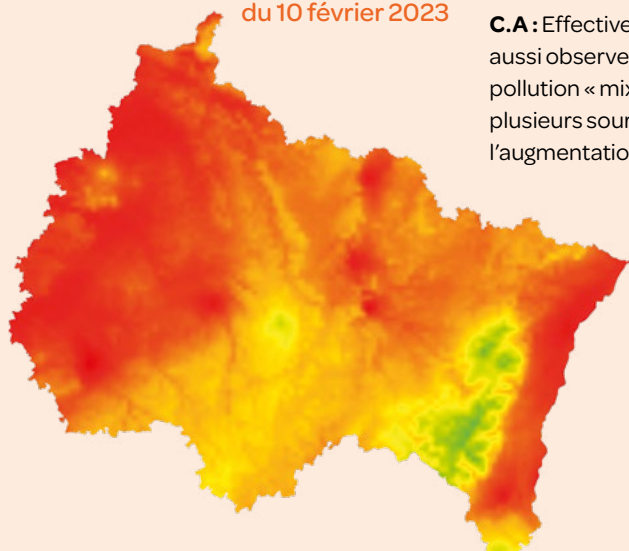 du 10 février 2023
C.A : Effective
aussi observe
pollution « mix
plusieurs sour
l'augmentatio